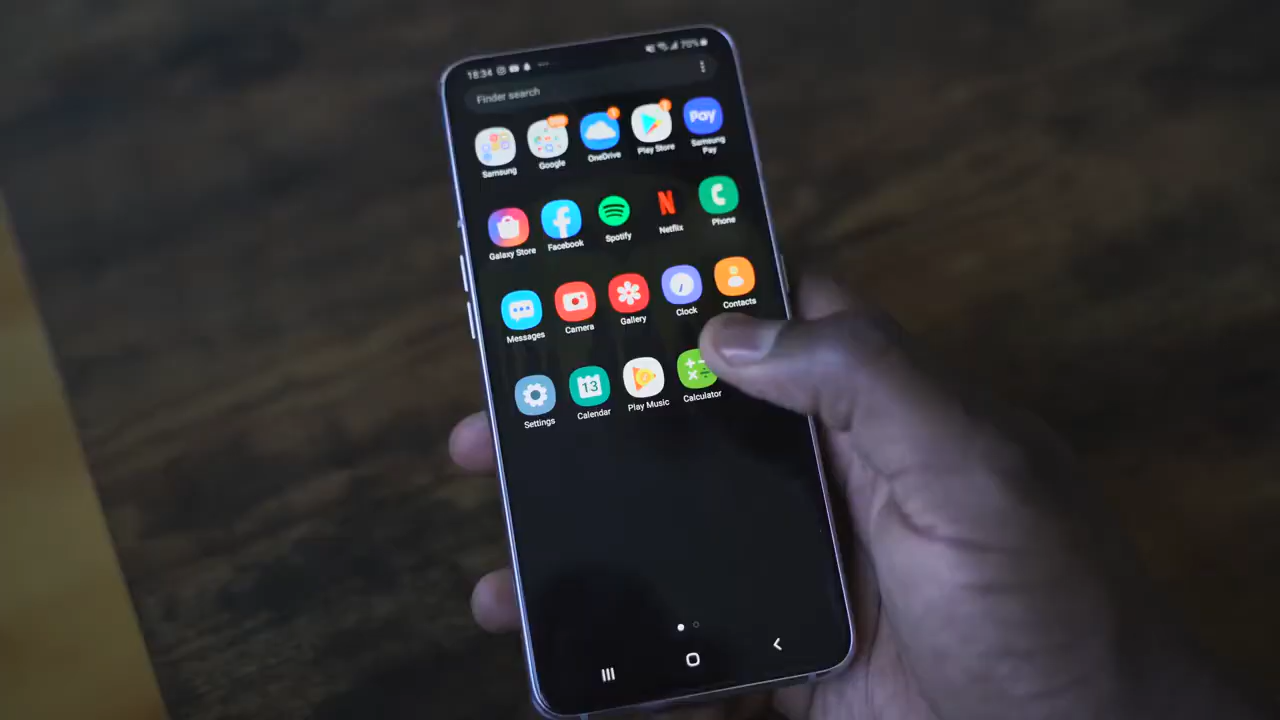 18:34 70%
Finder search
Samsung Google OneDrive Play Store Samsung Pay
Pay
Galaxy Store Facebook Spotify Netflix Phone
Messages Camera Gallery Clock Contacts
13
Settings Calendar Play Music Calculator